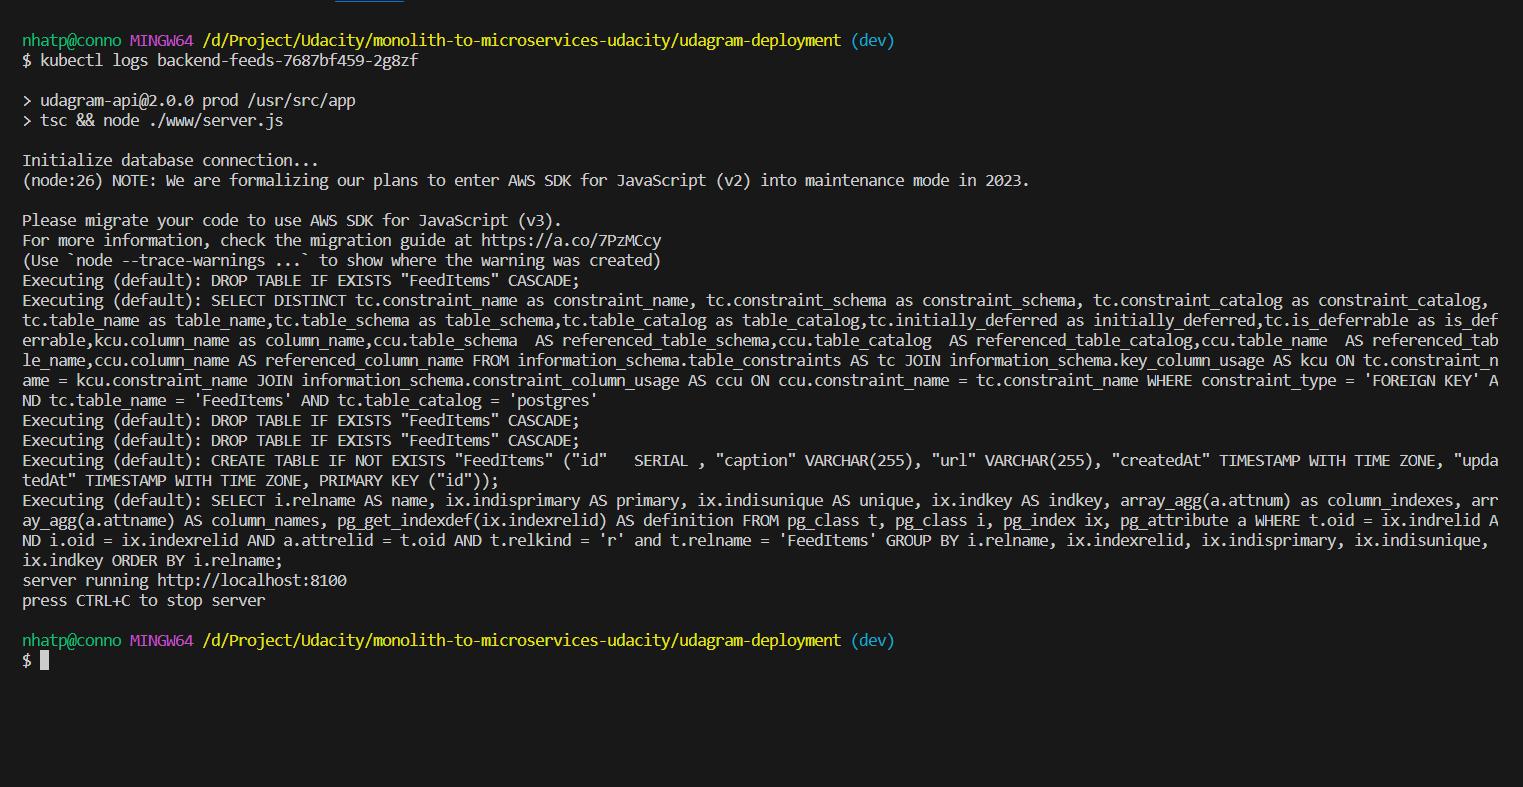 nhatp@conno MINGW64 /d/Project/Udacity/monolith-to-microservices-udacity/udagram-deployment (dev)
$ kubectl logs backend-feeds-7687bf459-2g8zf
> udagram-api@2.0.0 prod /usr/src/app
> tsc && node ./www/server.js
Initialize database connection...
(node:26) NOTE: We are formalizing our plans to enter AWS SDK for JavaScript (v2) into maintenance mode in 2023.
Please migrate your code to use AWS SDK for JavaScript (v3).
For more information, check the migration guide at https://a.co/7PzMCcy
(Use `node --trace-warnings ...` to show where the warning was created)
Executing (default): DROP TABLE IF EXISTS "FeedItems" CASCADE;
Executing (default): SELECT DISTINCT tc.constraint_name as constraint_name, tc.constraint_schema as constraint_schema, tc.constraint_catalog as constraint_catalog,
tc.table_name as table_name,tc.table_schema as table_schema,tc.table_catalog as table_catalog,tc.initially_deferred as initially_deferred,tc.is_deferrable as is_def
errable,kcu.column_name as column_name,ccu.table_schema  AS referenced_table_schema,ccu.table_catalog  AS referenced_table_catalog,ccu.table_name  AS referenced_tab
le_name,ccu.column_name AS referenced_column_name FROM information_schema.table_constraints AS tc JOIN information_schema.key_column_usage AS kcu ON tc.constraint_n
ame = kcu.constraint_name JOIN information_schema.constraint_column_usage AS ccu ON ccu.constraint_name = tc.constraint_name WHERE constraint_type = 'FOREIGN KEY' A
ND tc.table_name = 'FeedItems' AND tc.table_catalog = 'postgres'
Executing (default): DROP TABLE IF EXISTS "FeedItems" CASCADE;
Executing (default): DROP TABLE IF EXISTS "FeedItems" CASCADE;
Executing (default): CREATE TABLE IF NOT EXISTS "FeedItems" ("id"   SERIAL , "caption" VARCHAR(255), "url" VARCHAR(255), "createdAt" TIMESTAMP WITH TIME ZONE, "upda
tedAt" TIMESTAMP WITH TIME ZONE, PRIMARY KEY ("id"));
Executing (default): SELECT i.relname AS name, ix.indisprimary AS primary, ix.indisunique AS unique, ix.indkey AS indkey, array_agg(a.attnum) as column_indexes, arr
ay_agg(a.attname) AS column_names, pg_get_indexdef(ix.indexrelid) AS definition FROM pg_class t, pg_class i, pg_index ix, pg_attribute a WHERE t.oid = ix.indrelid A
ND i.oid = ix.indexrelid AND a.attrelid = t.oid AND t.relkind = 'r' and t.relname = 'FeedItems' GROUP BY i.relname, ix.indexrelid, ix.indisprimary, ix.indisunique,
ix.indkey ORDER BY i.relname;
server running http://localhost:8100
press CTRL+C to stop server
nhatp@conno MINGW64 /d/Project/Udacity/monolith-to-microservices-udacity/udagram-deployment (dev)
$